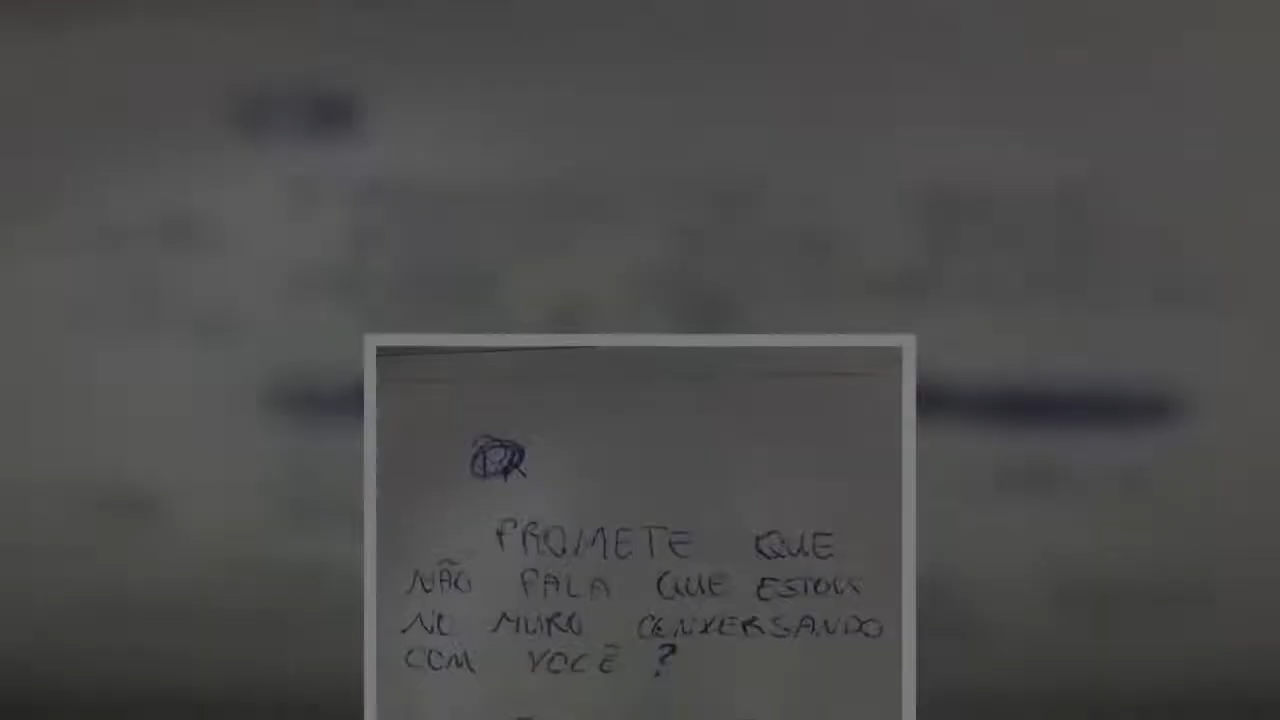 PROMETE QUE
NÃO FALA QUE ESTOU
NO MURO CONVERSANDO
COM VOCÊ?